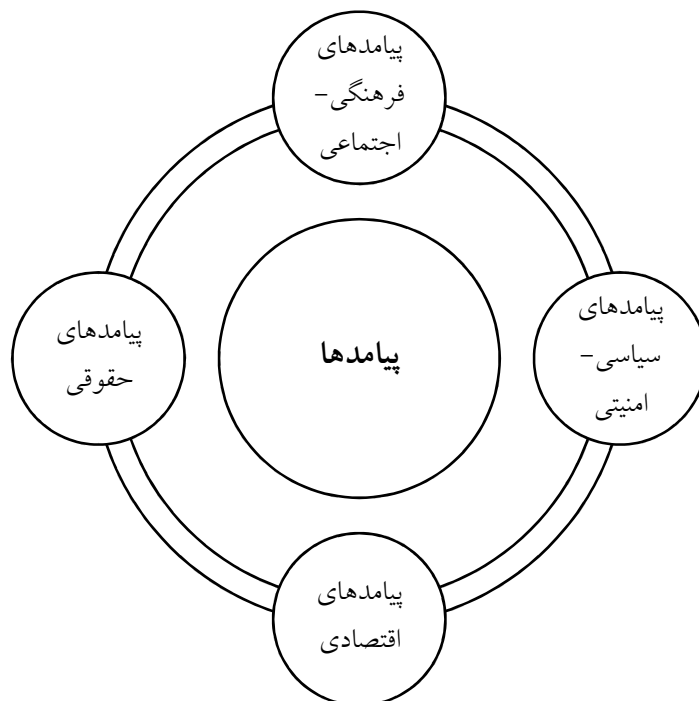 پیامدهای
فرهنگی-
اجتماعی
پیامدهای
سیاسی-
امنیتی
پیامدها
پیامدهای
حقوقی
پیامدهای
اقتصادی